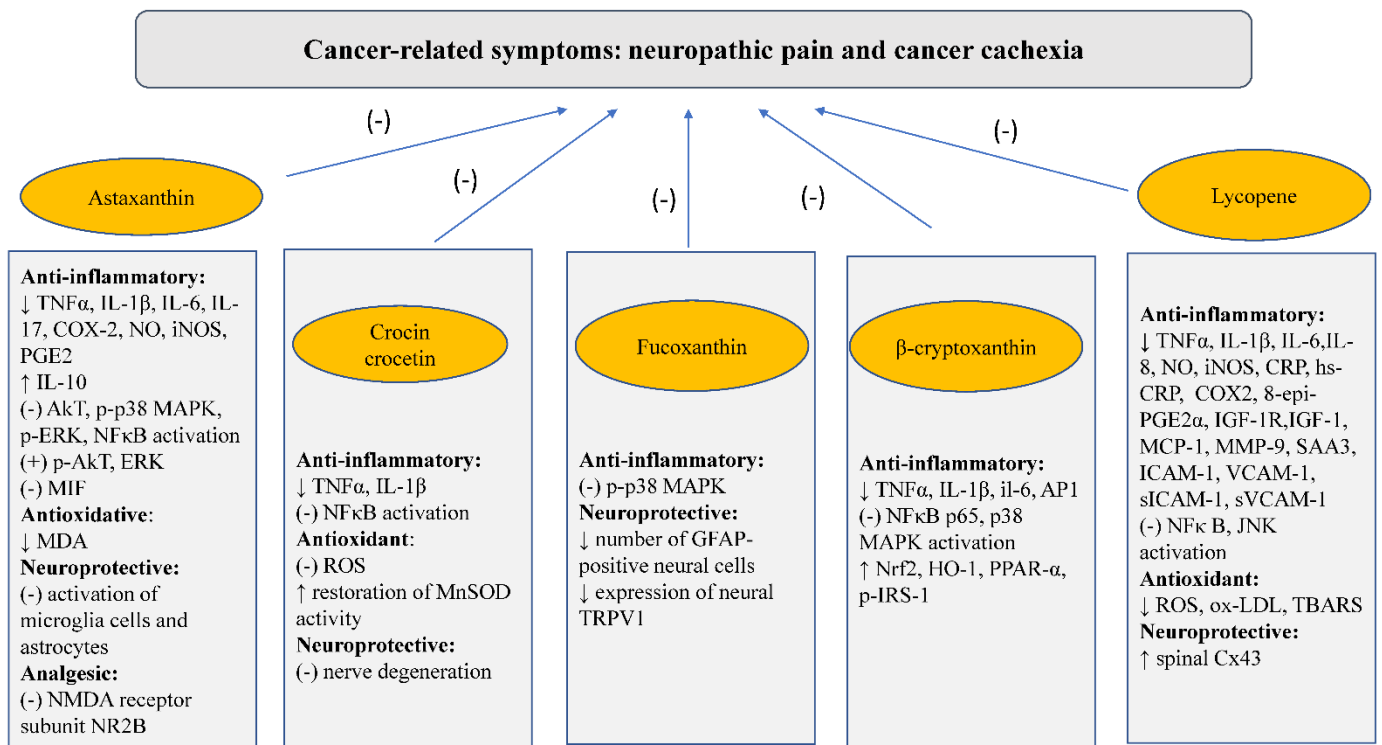 Cancer-related symptoms: neuropathic pain and cancer cachexia
(-)
(-)
(-)
(-)
(-)
Astaxanthin
Anti-inflammatory:
↓ TNFα, IL-1β, IL-6, IL-
17, COX-2, NO, iNOS,
PGE2
↑ IL-10
(-) AkT, p-p38 MAPK,
p-ERK, NFκB activation
(+) p-AkT, ERK
(-) MIF
Antioxidative:
↓ MDA
Neuroprotective:
(-) activation of
microglia cells and
astrocytes
Analgesic:
(-) NMDA receptor
subunit NR2B
Crocin
crocetin
Anti-inflammatory:
↓ TNFα, IL-1β
(-) NFκB activation
Antioxidant:
(-) ROS
↑ restoration of MnSOD
activity
Neuroprotective:
(-) nerve degeneration
Fucoxanthin
Anti-inflammatory:
(-) p-p38 MAPK
Neuroprotective:
↓ number of GFAP-
positive neural cells
↓ expression of neural
TRPV1
β-cryptoxanthin
Anti-inflammatory:
↓ TNFα, IL-1β, il-6, AP1
(-) NFκB p65, p38
MAPK activation
↑ Nrf2, HO-1, PPAR-α,
p-IRS-1
Lycopene
Anti-inflammatory:
↓ TNFα, IL-1β, IL-6,IL-
8, NO, iNOS, CRP, hs-
CRP, COX2, 8-epi-
PGE2α, IGF-1R,IGF-1,
MCP-1, MMP-9, SAA3,
ICAM-1, VCAM-1,
sICAM-1, sVCAM-1
(-) NFκ B, JNK
activation
Antioxidant:
↓ ROS, ox-LDL, TBARS
Neuroprotective:
↑ spinal Cx43